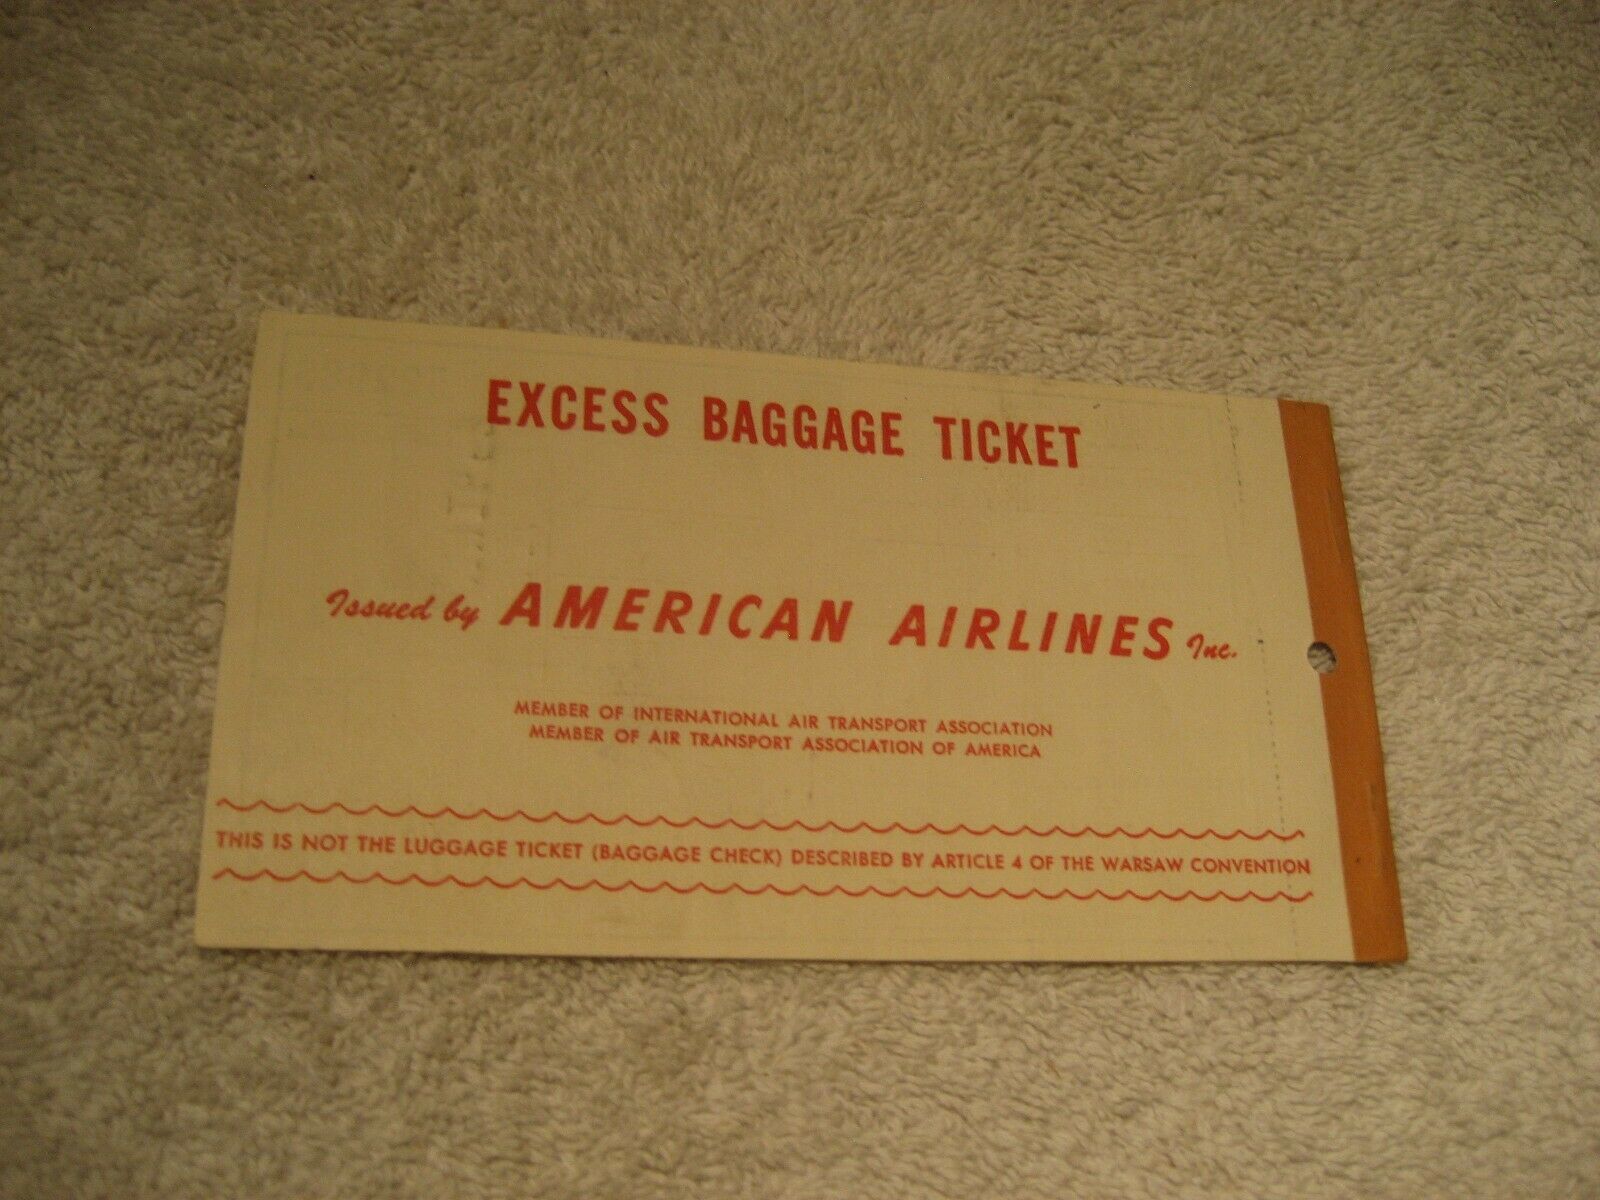 EXCESS BAGGAGE TICKET
Issued by AMERICAN AIRLINES Inc.
MEMBER OF INTERNATIONAL AIR TRANSPORT ASSOCIATION
MEMBER OF AIR TRANSPORT ASSOCIATION OF AMERICA
THIS IS NOT THE LUGGAGE TICKET (BAGGAGE CHECK) DESCRIBED BY ARTICLE 4 OF THE WARSAW CONVENTION